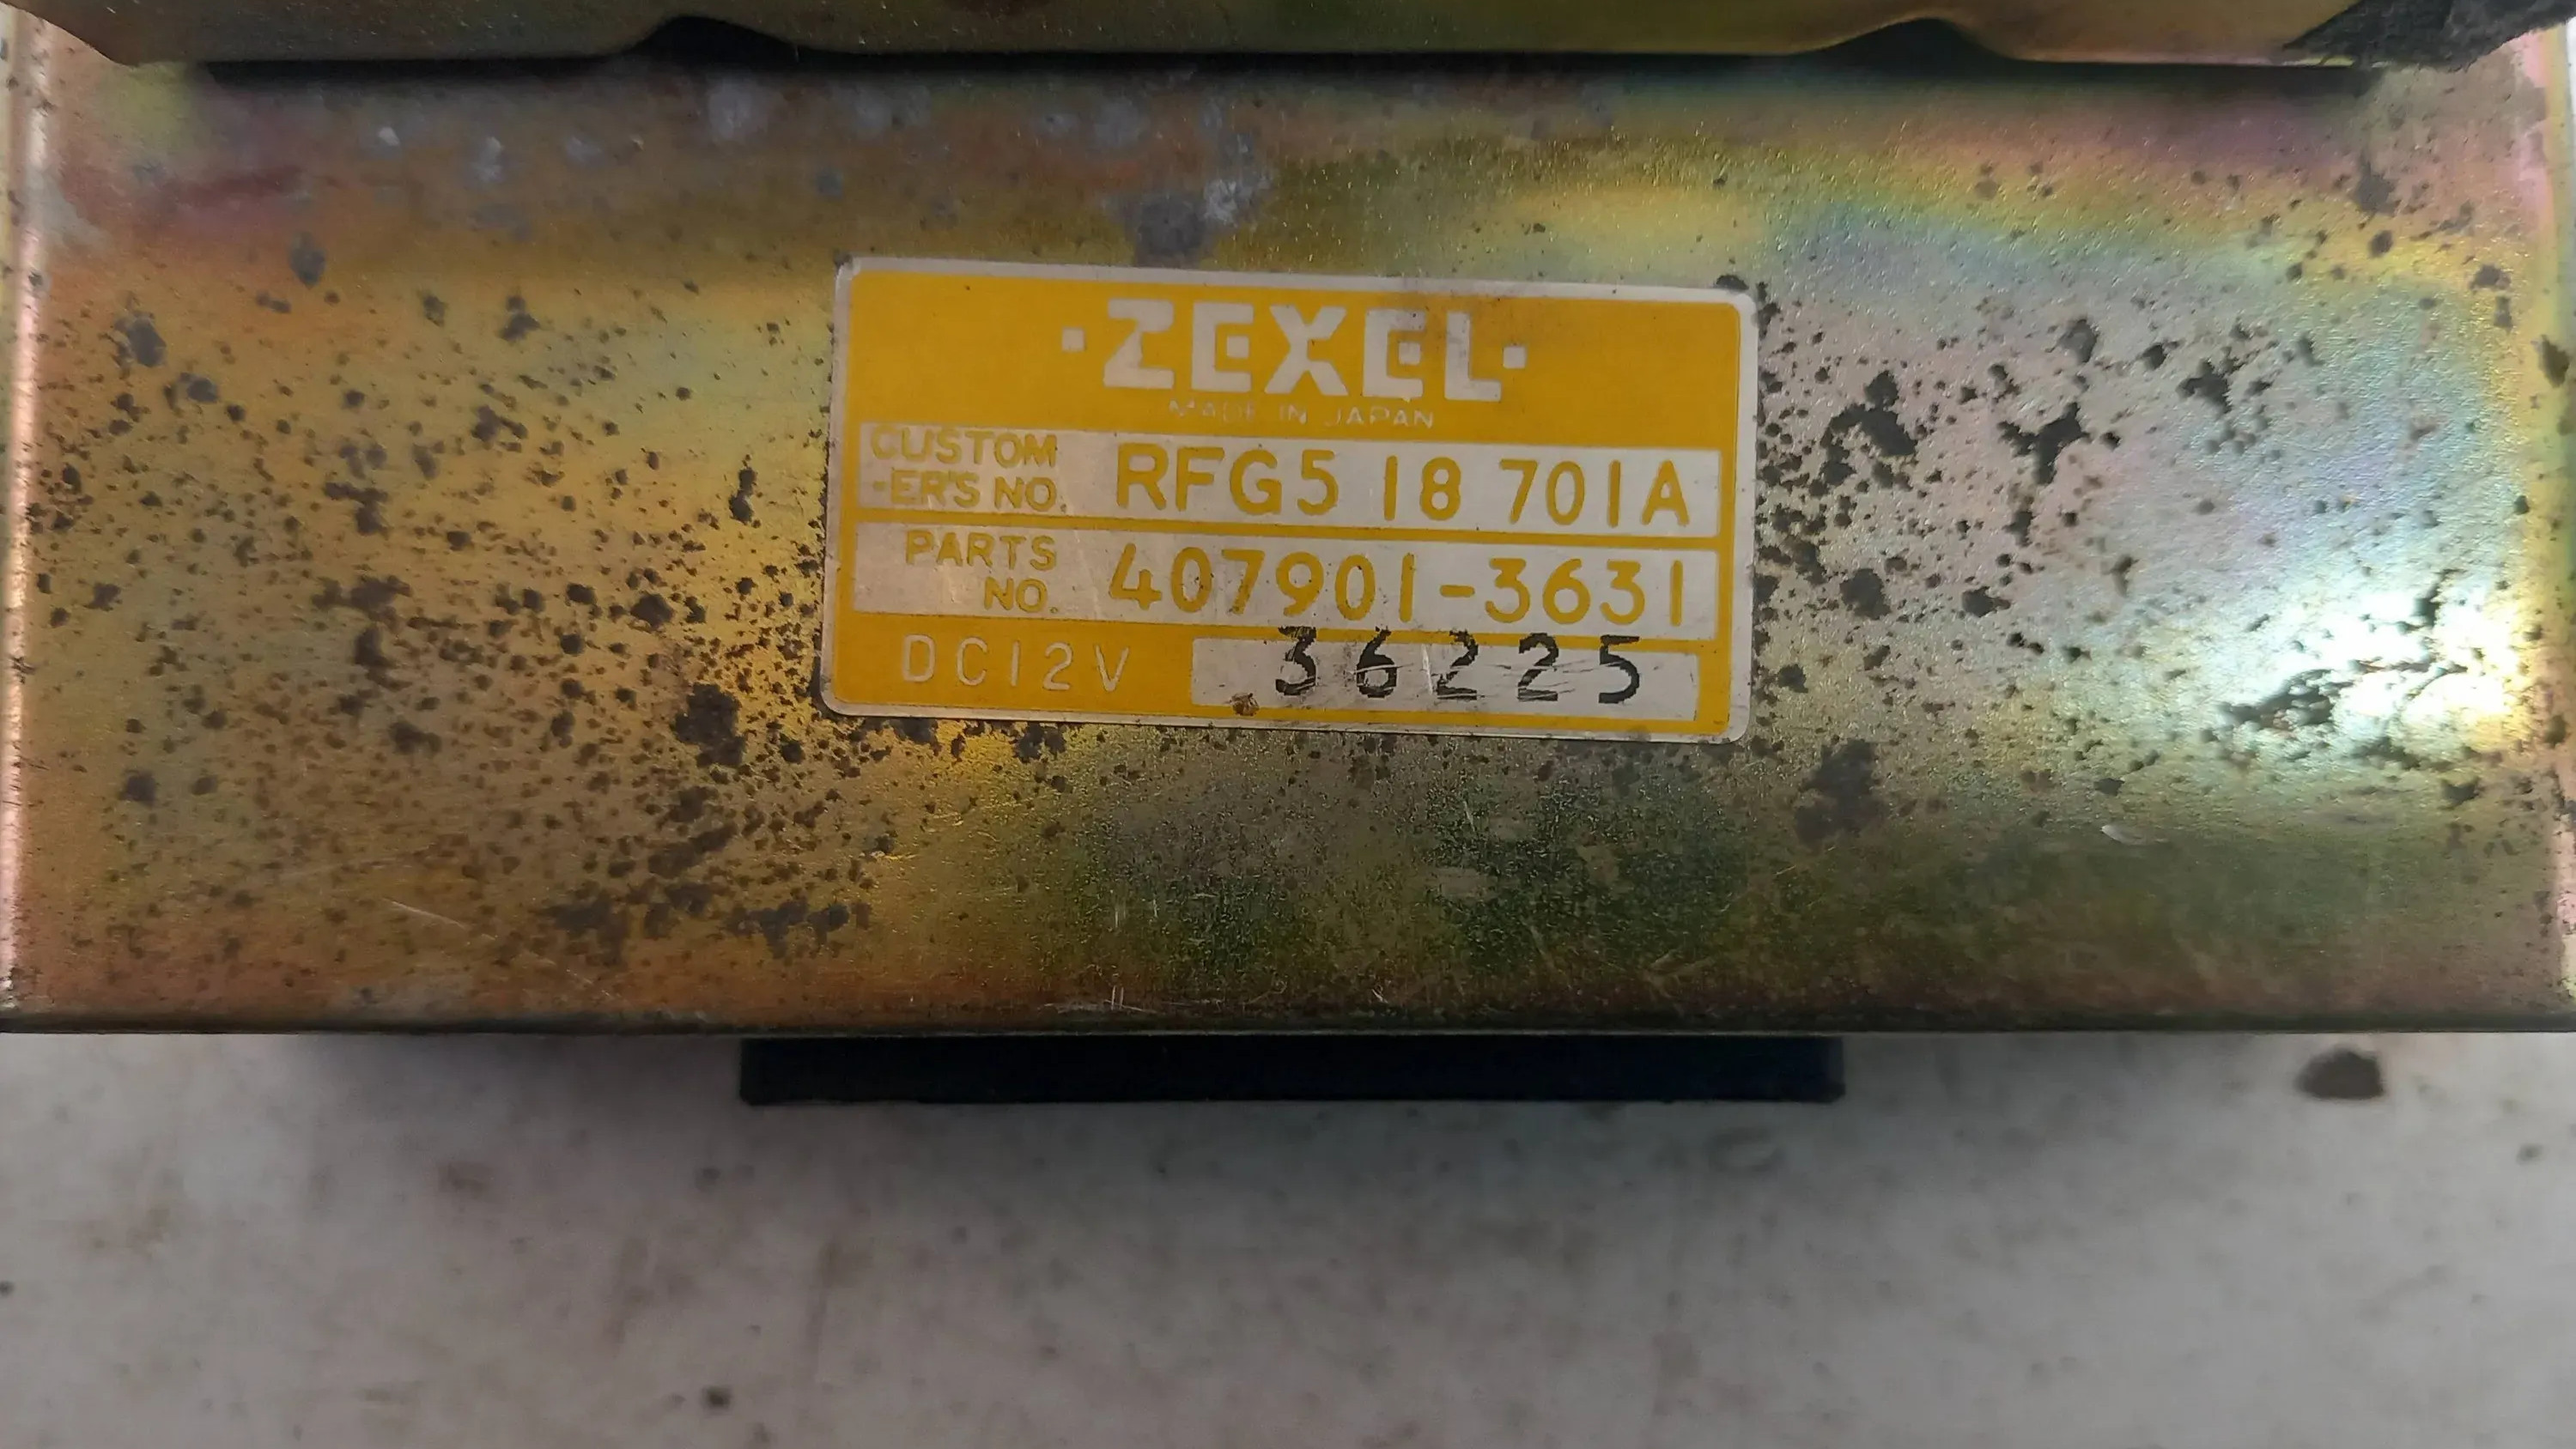 ·ZEXEL·
MADE IN JAPAN
CUSTOM
-ER'S NO. RFG5 18 701A
PARTS
NO. 407901-3631
DC12V 36225